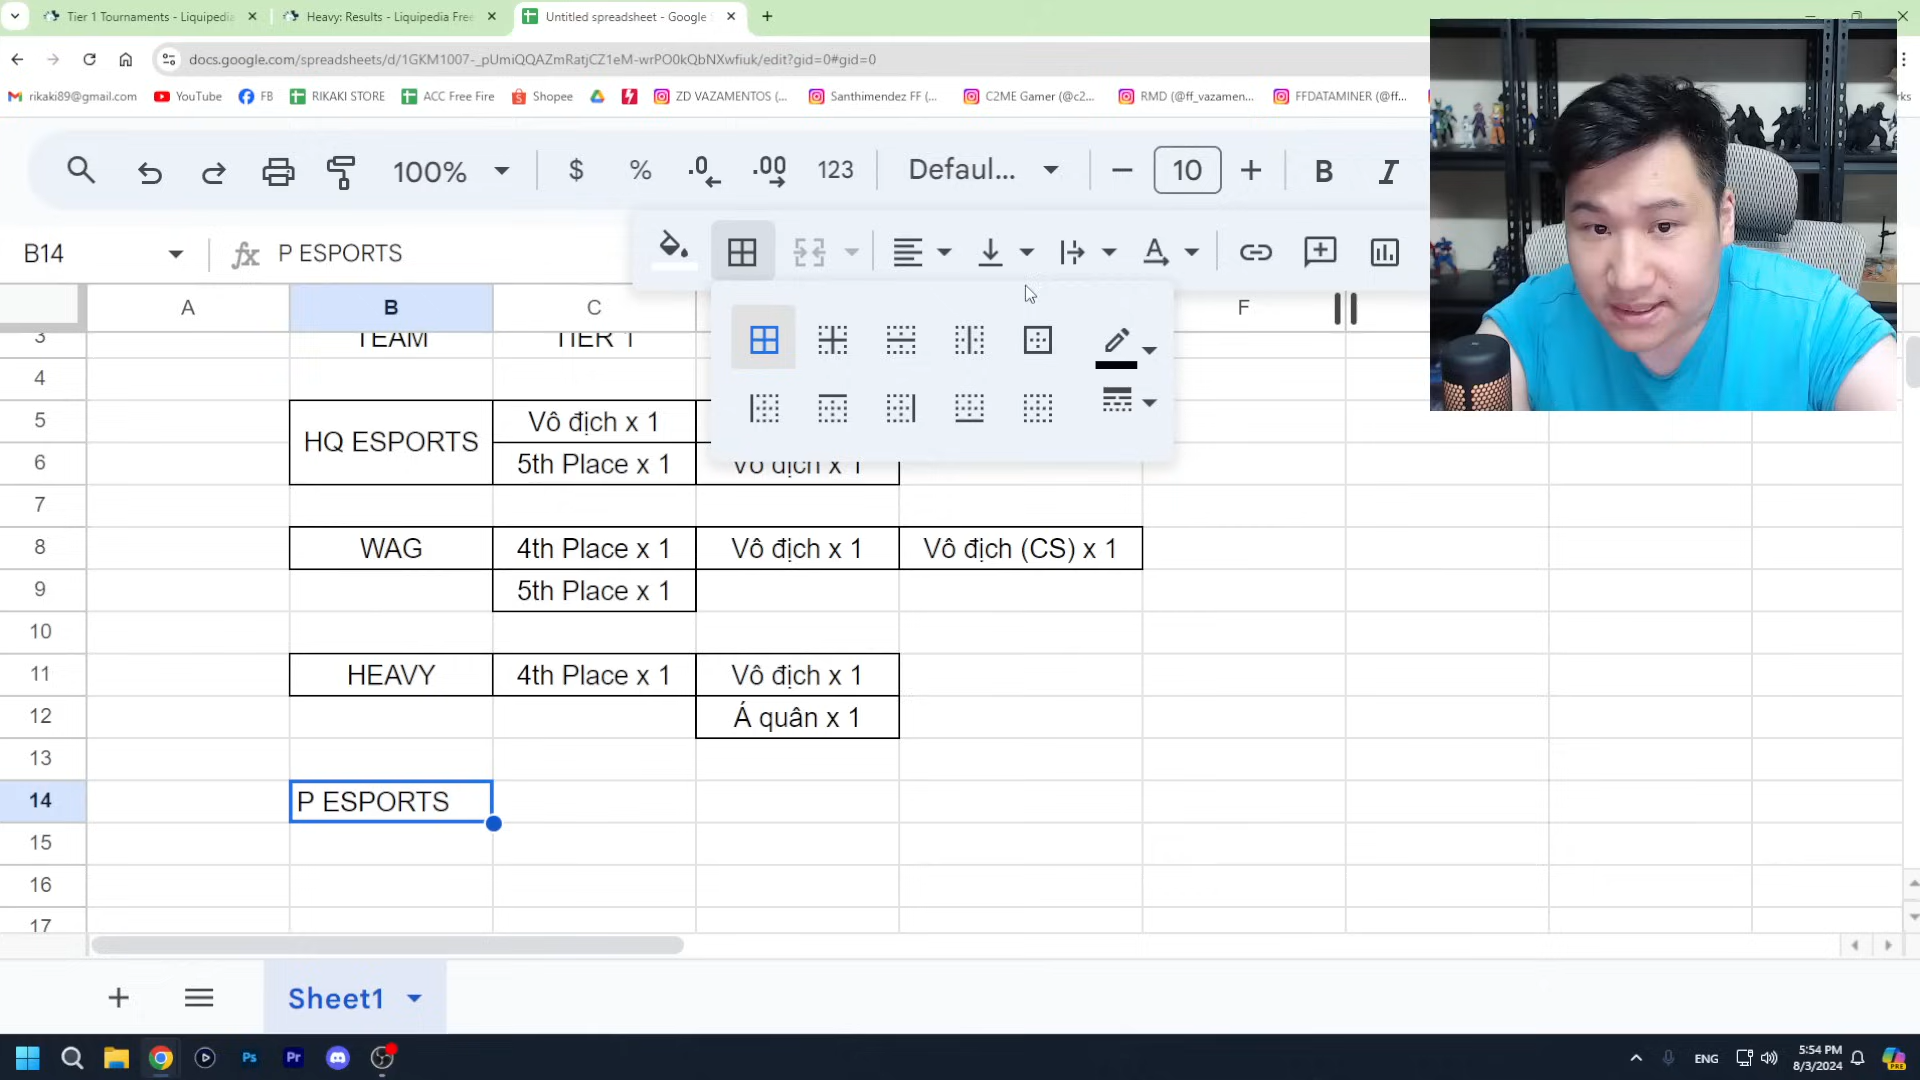 Tier 1 Tournaments - Liquipedia
Heavy: Results - Liquipedia Free
Untitled spreadsheet - Google
docs.google.com/spreadsheets/d/1GKM1007-_pUmiQQAZmRatjCZ1eM-wrPO0kQbNXwfiuk/edit?gid=0#gid=0
rikaki89@gmail.com YouTube FB RIKAKI STORE ACC Free Fire Shopee ZD VAZAMENTOS (... Santhimendez FF (... C2ME Gamer (@c2... RMD (@ff_vazamen... FFDATAMINER (@ff...
100% $ % .0 .00 123 Defaul... 10 B I
B14 fx P ESPORTS
A B C F
3 TEAM TIER 1
4
5 Vô địch x 1
HQ ESPORTS
6 5th Place x 1 Vô địch x 1
7
8 WAG 4th Place x 1 Vô địch x 1 Vô địch (CS) x 1
9 5th Place x 1
10
11 HEAVY 4th Place x 1 Vô địch x 1
12 Á quân x 1
13
14 P ESPORTS
15
16
17
Sheet1
Ps Pr ENG 5:54 PM
8/3/2024